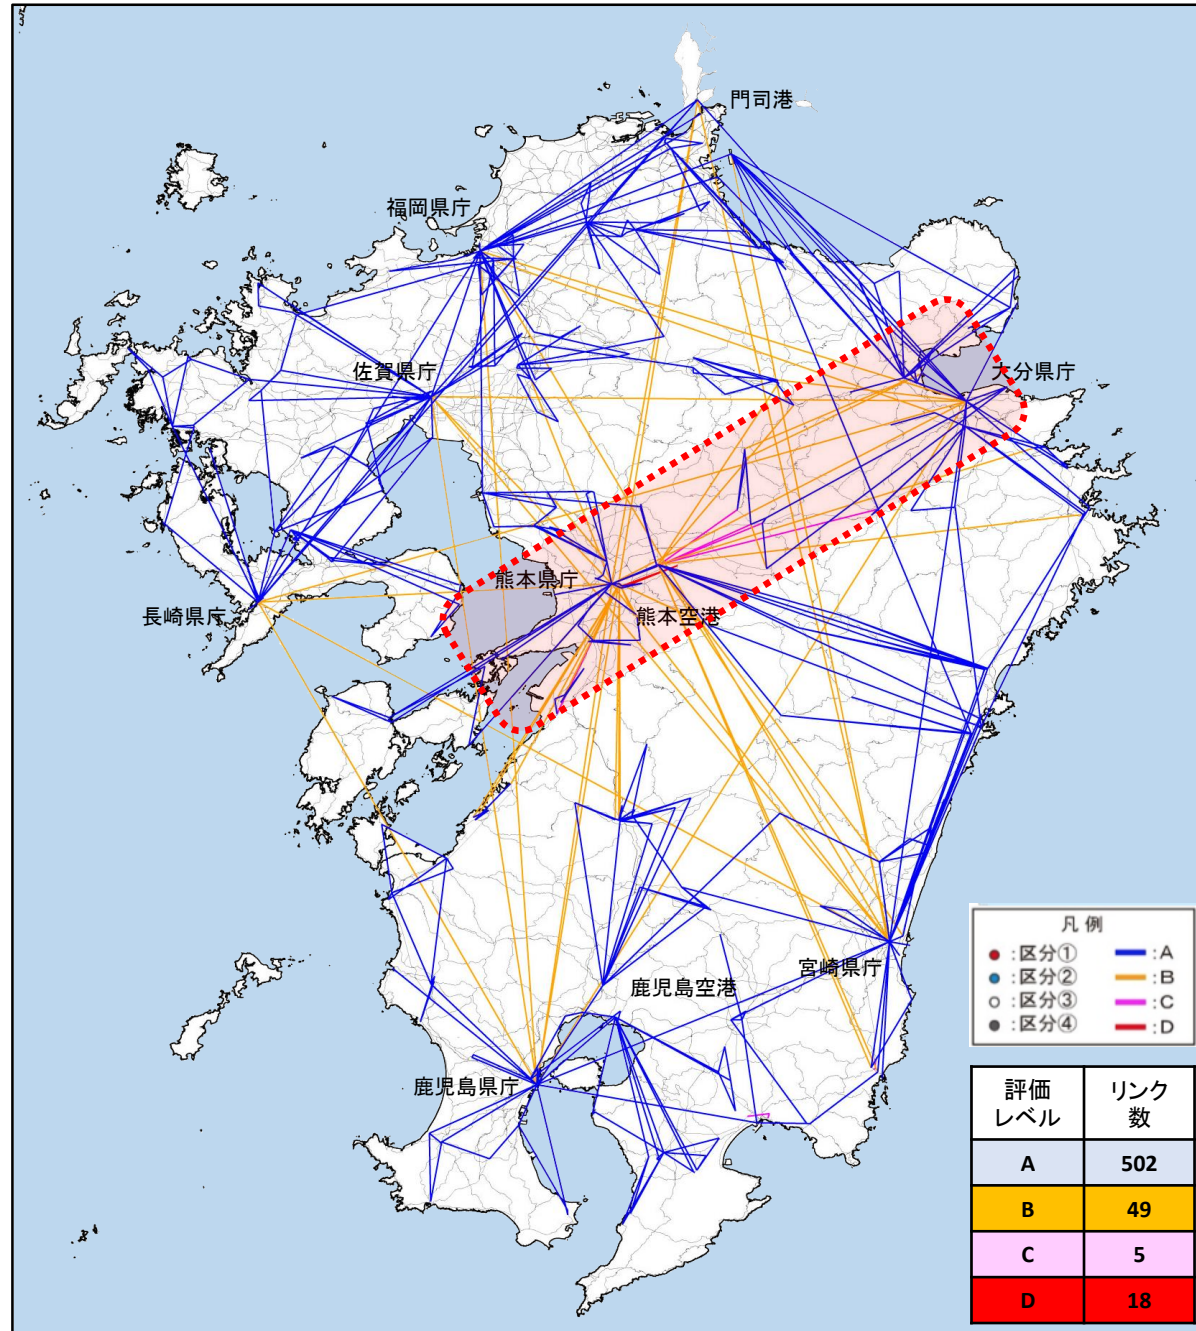 門司港
福岡県庁
佐賀県庁
大分県庁
熊本県庁
長崎県庁
熊本空港
宮崎県庁
鹿児島空港
鹿児島県庁
凡 例
:区分① :A
:区分② :B
:区分③ :C
:区分④ :D
評価レベル リンク数
A 502
B 49
C 5
D 18